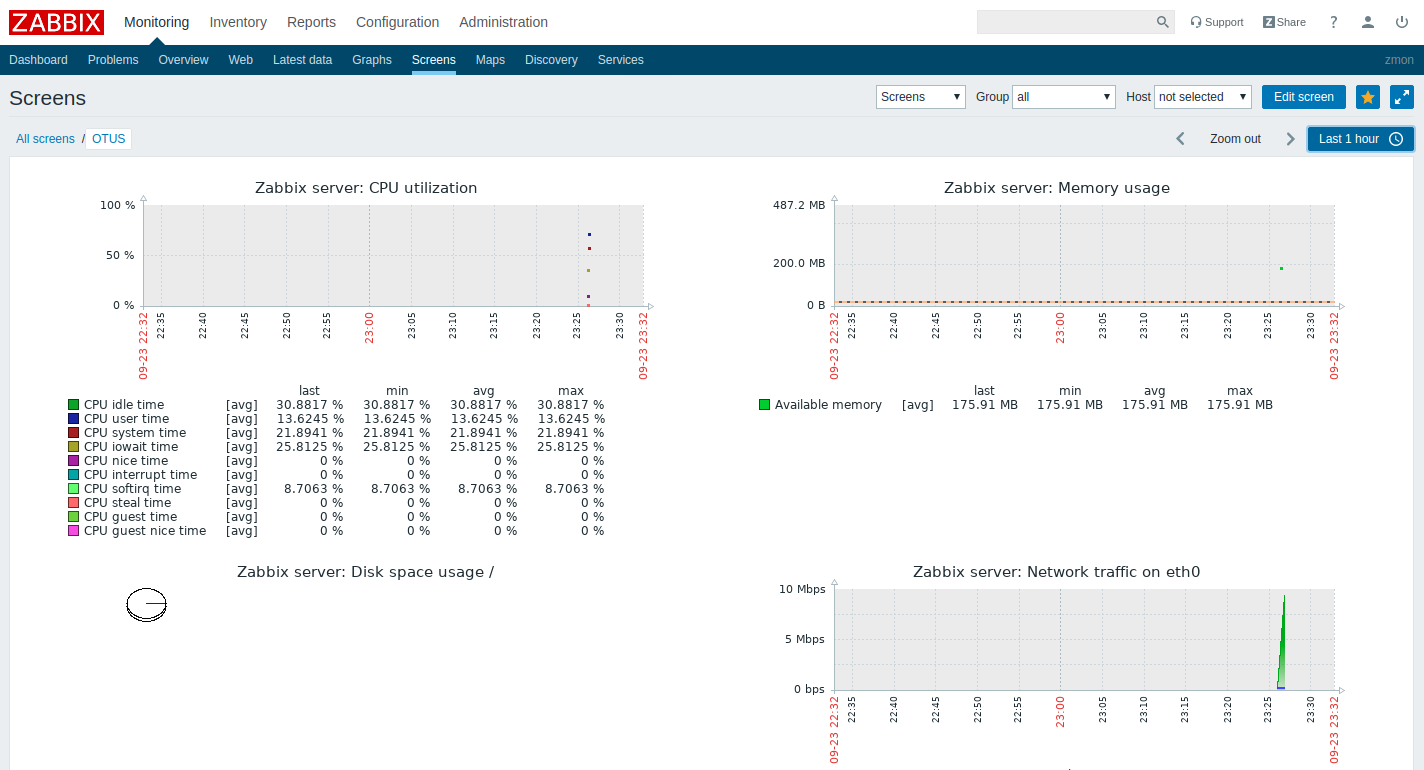 ZABBIX Monitoring Inventory Reports Configuration Administration Support Z Share ?
Dashboard Problems Overview Web Latest data Graphs Screens Maps Discovery Services zmon
Screens Screens ▼ Group all ▼ Host not selected ▼ Edit screen
All screens / OTUS Zoom out Last 1 hour
Zabbix server: CPU utilization
100 %
50 %
0 %
09-23 22:32 22:35 22:40 22:45 22:50 22:55 23:00 23:05 23:10 23:15 23:20 23:25 23:30 09-23 23:32
last min avg max
CPU idle time [avg] 30.8817 % 30.8817 % 30.8817 % 30.8817 %
CPU user time [avg] 13.6245 % 13.6245 % 13.6245 % 13.6245 %
CPU system time [avg] 21.8941 % 21.8941 % 21.8941 % 21.8941 %
CPU iowait time [avg] 25.8125 % 25.8125 % 25.8125 % 25.8125 %
CPU nice time [avg] 0 % 0 % 0 % 0 %
CPU interrupt time [avg] 0 % 0 % 0 % 0 %
CPU softirq time [avg] 8.7063 % 8.7063 % 8.7063 % 8.7063 %
CPU steal time [avg] 0 % 0 % 0 % 0 %
CPU guest time [avg] 0 % 0 % 0 % 0 %
CPU guest nice time [avg] 0 % 0 % 0 % 0 %
Zabbix server: Memory usage
487.2 MB
200.0 MB
0 B
09-23 22:32 22:35 22:40 22:45 22:50 22:55 23:00 23:05 23:10 23:15 23:20 23:25 23:30 09-23 23:32
last min avg max
Available memory [avg] 175.91 MB 175.91 MB 175.91 MB 175.91 MB
Zabbix server: Disk space usage /
Zabbix server: Network traffic on eth0
10 Mbps
5 Mbps
0 bps
09-23 22:32 22:35 22:40 22:45 22:50 22:55 23:00 23:05 23:10 23:15 23:20 23:25 23:30 09-23 23:32